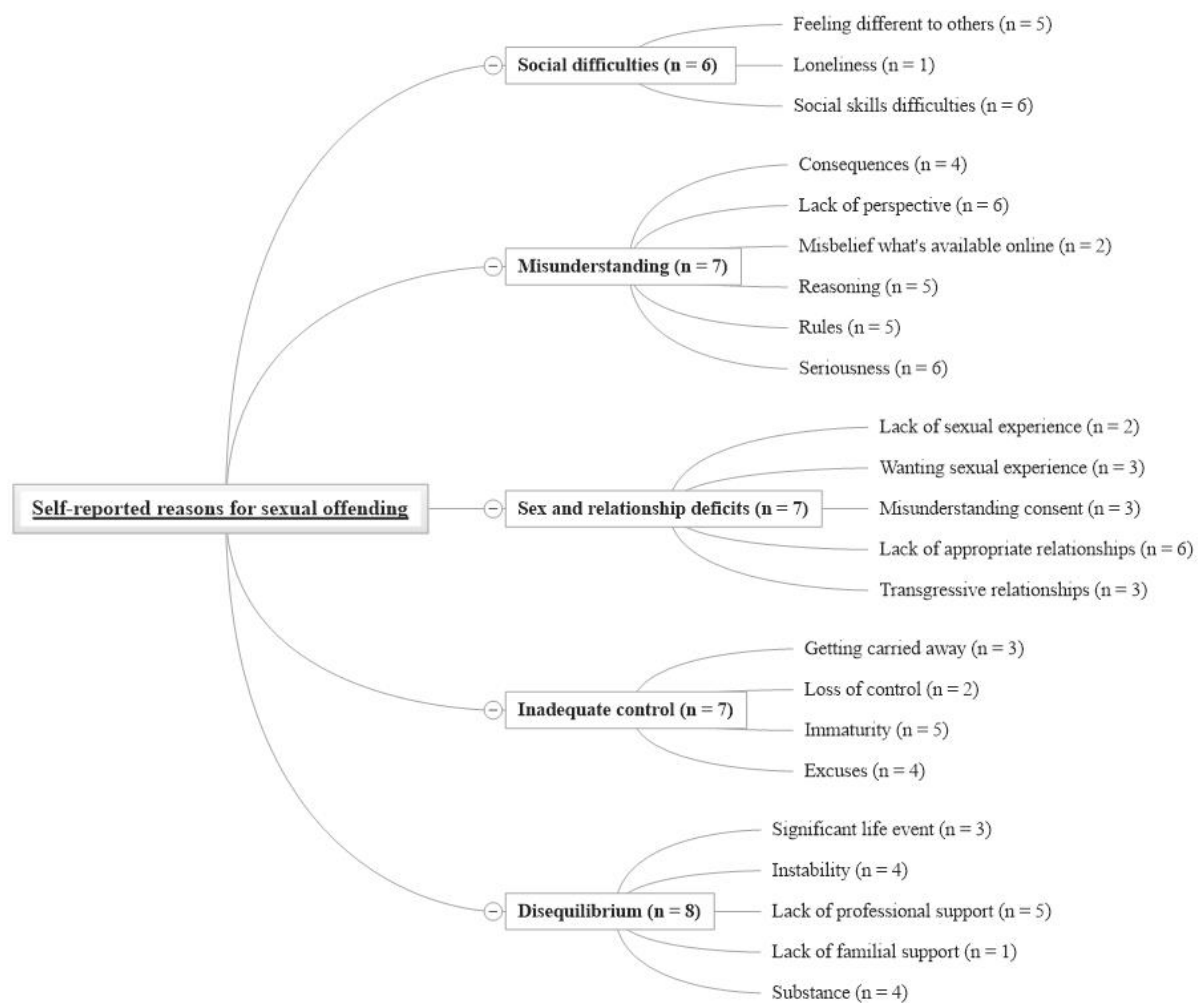 Self-reported reasons for sexual offending
Social difficulties (n = 6)
Feeling different to others (n = 5)
Loneliness (n = 1)
Social skills difficulties (n = 6)
Misunderstanding (n = 7)
Consequences (n = 4)
Lack of perspective (n = 6)
Misbelief what's available online (n = 2)
Reasoning (n = 5)
Rules (n = 5)
Seriousness (n = 6)
Sex and relationship deficits (n = 7)
Lack of sexual experience (n = 2)
Wanting sexual experience (n = 3)
Misunderstanding consent (n = 3)
Lack of appropriate relationships (n = 6)
Transgressive relationships (n = 3)
Inadequate control (n = 7)
Getting carried away (n = 3)
Loss of control (n = 2)
Immaturity (n = 5)
Excuses (n = 4)
Disequilibrium (n = 8)
Significant life event (n = 3)
Instability (n = 4)
Lack of professional support (n = 5)
Lack of familial support (n = 1)
Substance (n = 4)